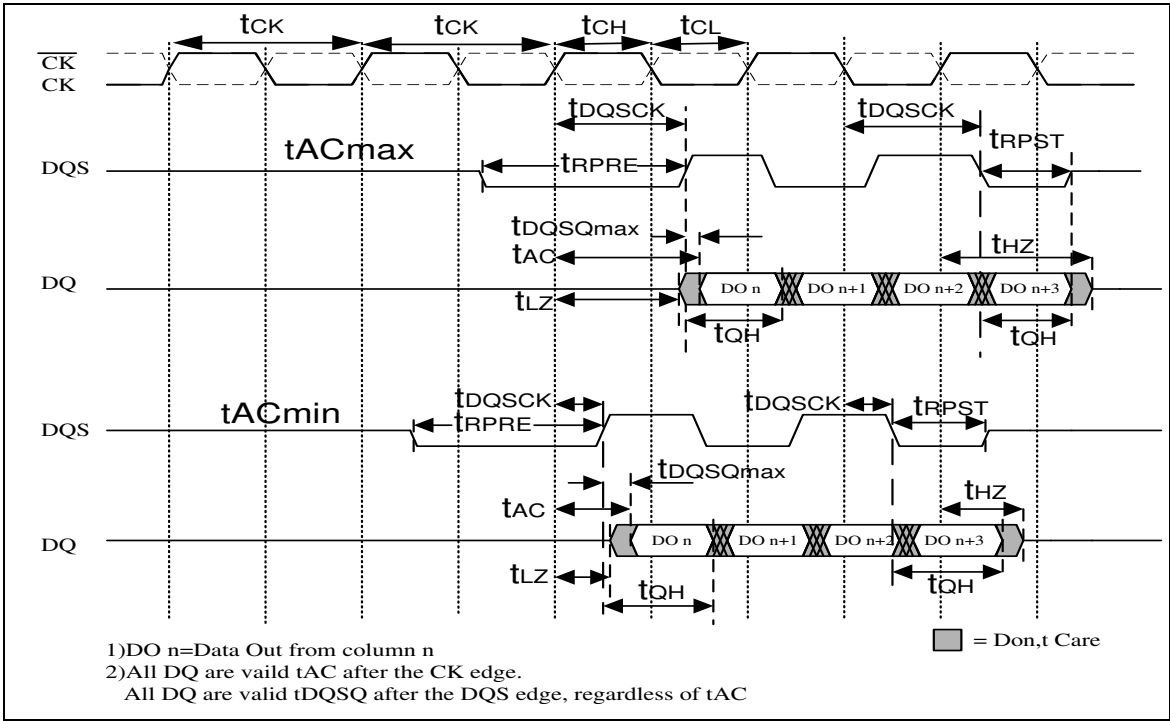 tCK tCK tCH tCL
CK
CK
tDQSCK tDQSCK
tACmax tRPRE tRPST
DQS
tDQSQmax
tAC tHZ
DQ DO n DO n+1 DO n+2 DO n+3
tLZ
tQH tQH
tDQSCK tDQSCK tRPST
tACmin tRPRE
DQS
tDQSQmax
tAC tHZ
DQ DO n DO n+1 DO n+2 DO n+3
tLZ
tQH tQH
1)DO n=Data Out from column n
2)All DQ are vaild tAC after the CK edge.
All DQ are valid tDQSQ after the DQS edge, regardless of tAC
= Don,t Care